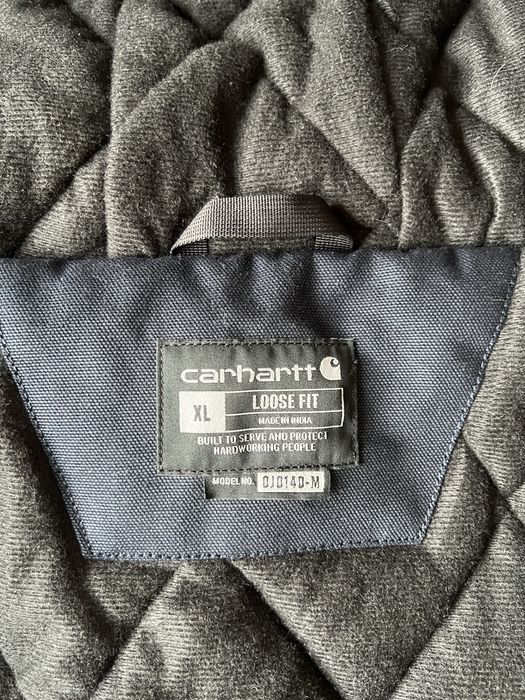 carhartt
XL LOOSE FIT
MADE IN INDIA
BUILT TO SERVE AND PROTECT
HARDWORKING PEOPLE
MODEL NO. OJ0140-M